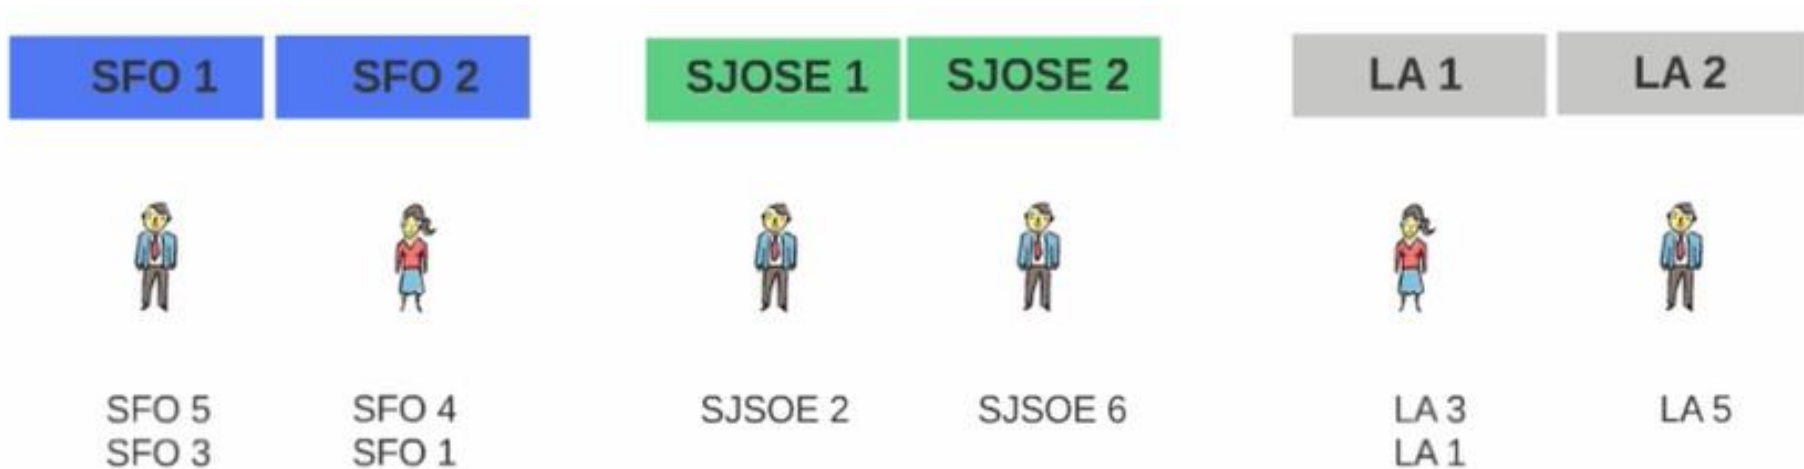 SFO 1 SFO 2 SJOSE 1 SJOSE 2 LA 1 LA 2
SFO 5 SFO 4 SJSOE 2 SJSOE 6 LA 3 LA 5
SFO 3 SFO 1 LA 1